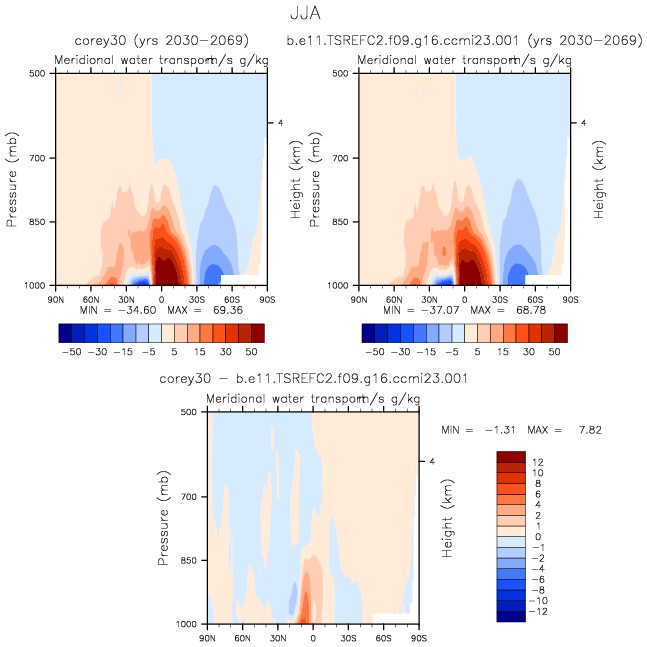 JJA
corey30 (yrs 2030-2069)
b.e11.TSREFC2.f09.g16.ccmi23.001 (yrs 2030-2069)
Meridional water transport m/s g/kg
Meridional water transport m/s g/kg
500
700
850
1000
Pressure (mb)
4
Height (km)
90N 60N 30N 0 30S 60S 90S
MIN = -34.60 MAX = 69.36
-50 -30 -15 -5 5 15 30 50
500
700
850
1000
Pressure (mb)
4
Height (km)
90N 60N 30N 0 30S 60S 90S
MIN = -37.07 MAX = 68.78
-50 -30 -15 -5 5 15 30 50
corey30 - b.e11.TSREFC2.f09.g16.ccmi23.001
Meridional water transport m/s g/kg
500
700
850
1000
Pressure (mb)
4
Height (km)
90N 60N 30N 0 30S 60S 90S
MIN = -1.31 MAX = 7.82
12
10
8
6
4
2
1
0
-1
-2
-4
-6
-8
-10
-12